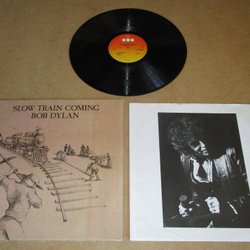 CBS
SLOW TRAIN COMING
BOB DYLAN